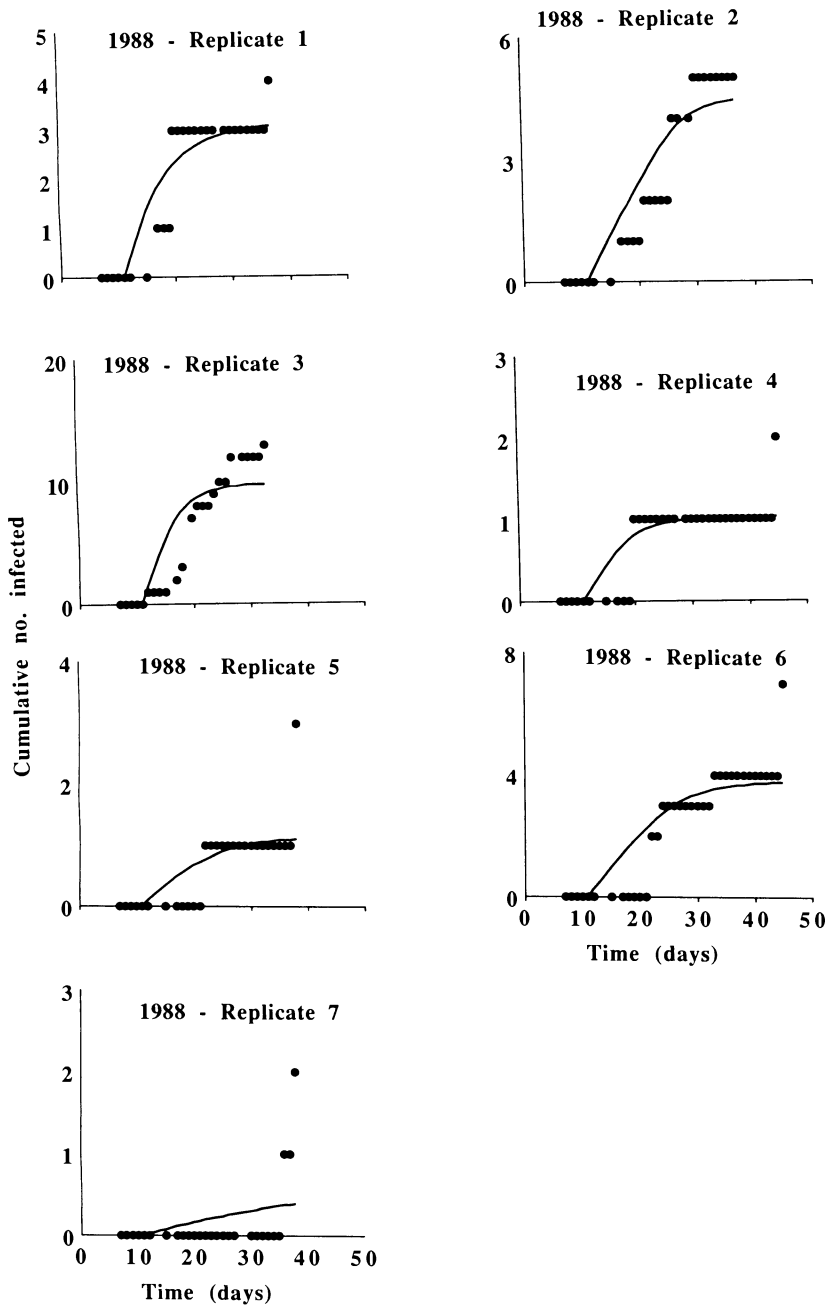 1988 - Replicate 1
5
4
3
2
1
0
1988 - Replicate 2
6
3
0
1988 - Replicate 3
20
10
0
1988 - Replicate 4
3
2
1
0
Cumulative no. infected
1988 - Replicate 5
4
2
0
1988 - Replicate 6
8
4
0
0 10 20 30 40 50
Time (days)
1988 - Replicate 7
3
2
1
0
0 10 20 30 40 50
Time (days)